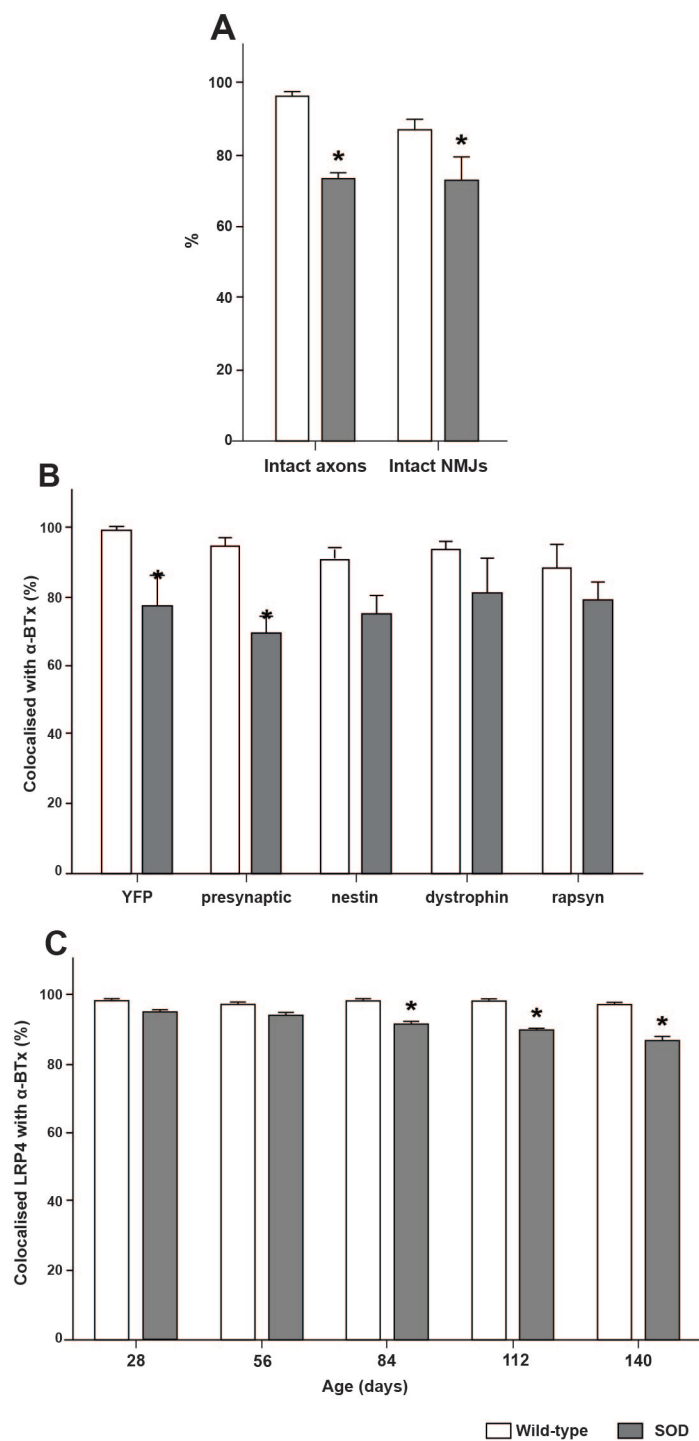 A
100
80
60
40
20
0
%
* *
Intact axons Intact NMJs
B
100
80
60
40
20
0
Colocalised with α-BTx (%)
* *
YFP presynaptic nestin dystrophin rapsyn
C
100
80
60
40
20
0
Colocalised LRP4 with α-BTx (%)
* * *
28 56 84 112 140
Age (days)
Wild-type SOD